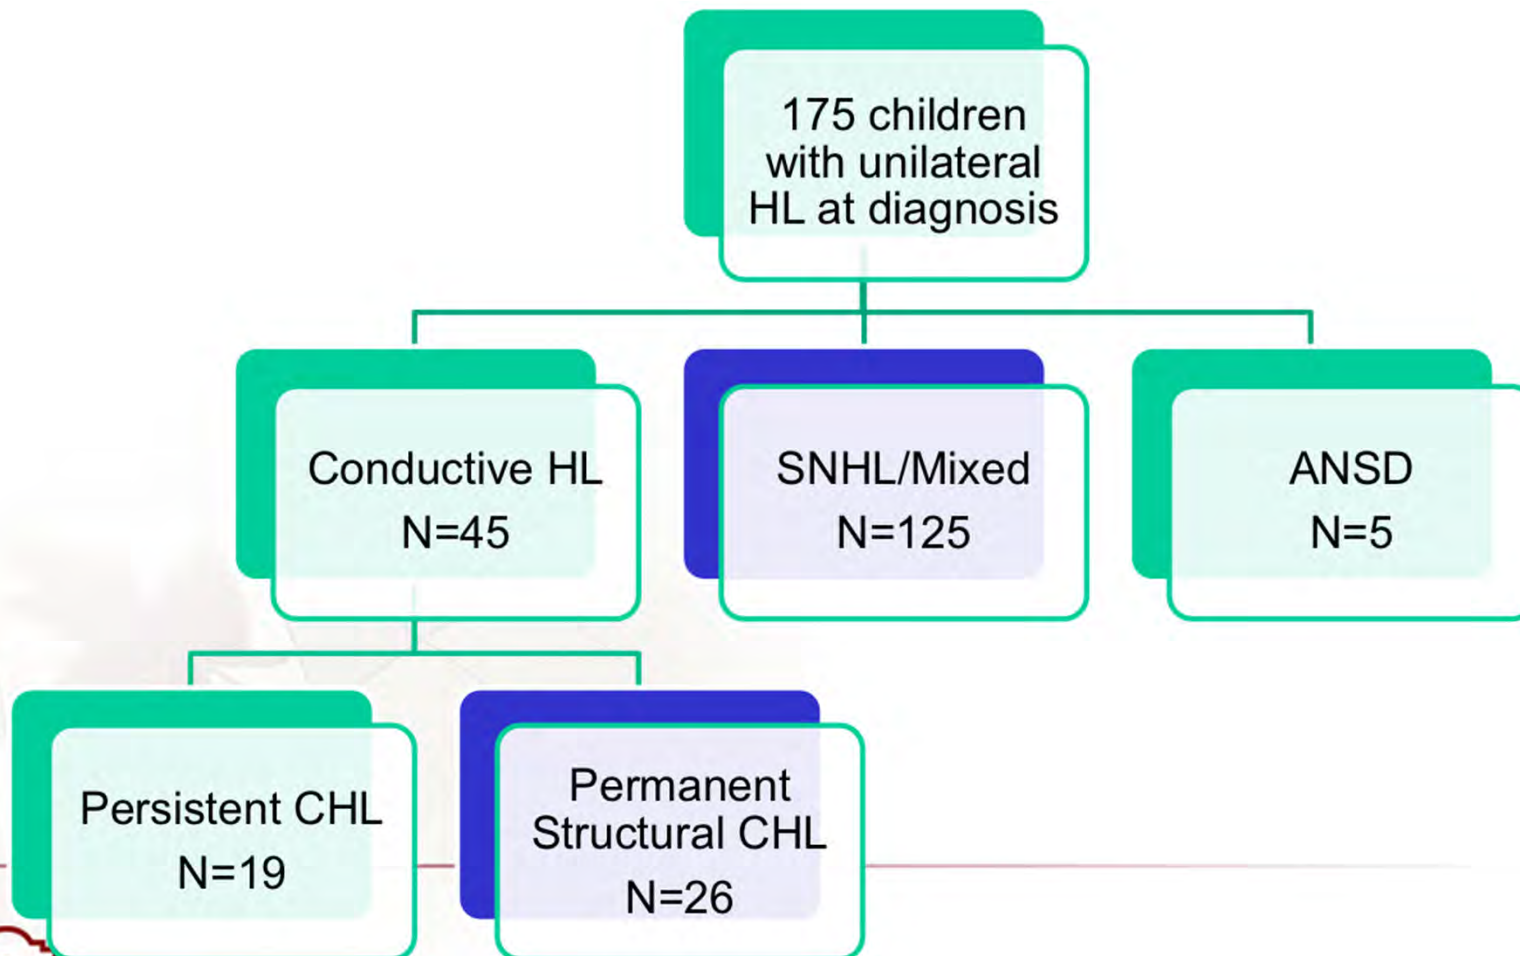 175 children
with unilateral
HL at diagnosis
Conductive HL
N=45
SNHL/Mixed
N=125
ANSD
N=5
Persistent CHL
N=19
Permanent
Structural CHL
N=26